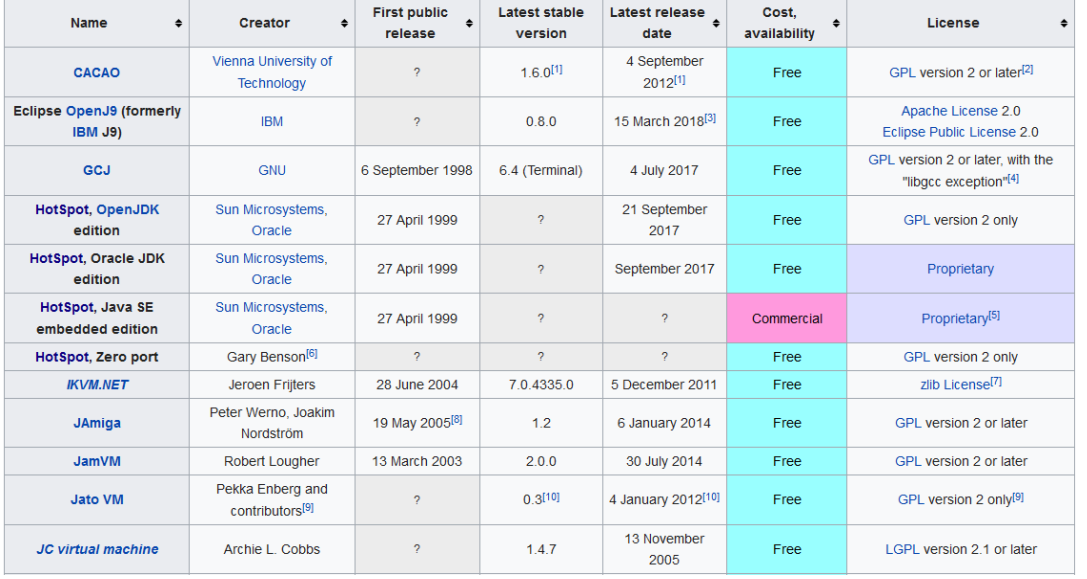 Name Creator First public release Latest stable version Latest release date Cost, availability License
CACAO Vienna University of Technology ? 1.6.0[1] 4 September 2012[1] Free GPL version 2 or later[2]
Eclipse OpenJ9 (formerly IBM J9) IBM ? 0.8.0 15 March 2018[3] Free Apache License 2.0 Eclipse Public License 2.0
GCJ GNU 6 September 1998 6.4 (Terminal) 4 July 2017 Free GPL version 2 or later, with the "libgcc exception"[4]
HotSpot, OpenJDK edition Sun Microsystems, Oracle 27 April 1999 ? 21 September 2017 Free GPL version 2 only
HotSpot, Oracle JDK edition Sun Microsystems, Oracle 27 April 1999 ? September 2017 Free Proprietary
HotSpot, Java SE embedded edition Sun Microsystems, Oracle 27 April 1999 ? ? Commercial Proprietary[5]
HotSpot, Zero port Gary Benson[6] ? ? ? Free GPL version 2 only
IKVM.NET Jeroen Frijters 28 June 2004 7.0.4335.0 5 December 2011 Free zlib License[7]
JAmiga Peter Werno, Joakim Nordström 19 May 2005[8] 1.2 6 January 2014 Free GPL version 2 or later
JamVM Robert Lougher 13 March 2003 2.0.0 30 July 2014 Free GPL version 2 or later
Jato VM Pekka Enberg and contributors[9] ? 0.3[10] 4 January 2012[10] Free GPL version 2 only[9]
JC virtual machine Archie L. Cobbs ? 1.4.7 13 November 2005 Free LGPL version 2.1 or later